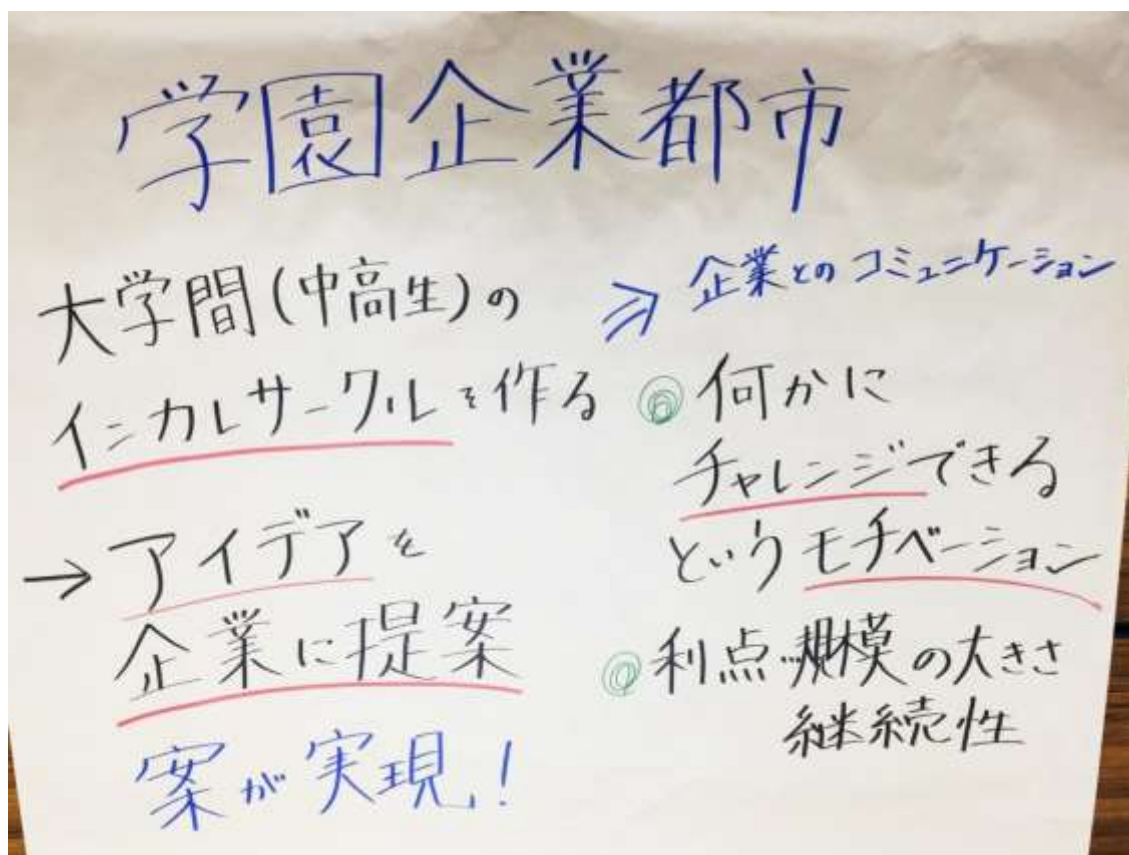 学園企業都市
大学間(中高生)の
インカレサークルを作る
→アイデアを
企業に提案
案が実現!
⇒ 企業とのコミュニケーション
◎何かに
チャレンジできる
というモチベーション
◎利点…規模の大きさ
継続性